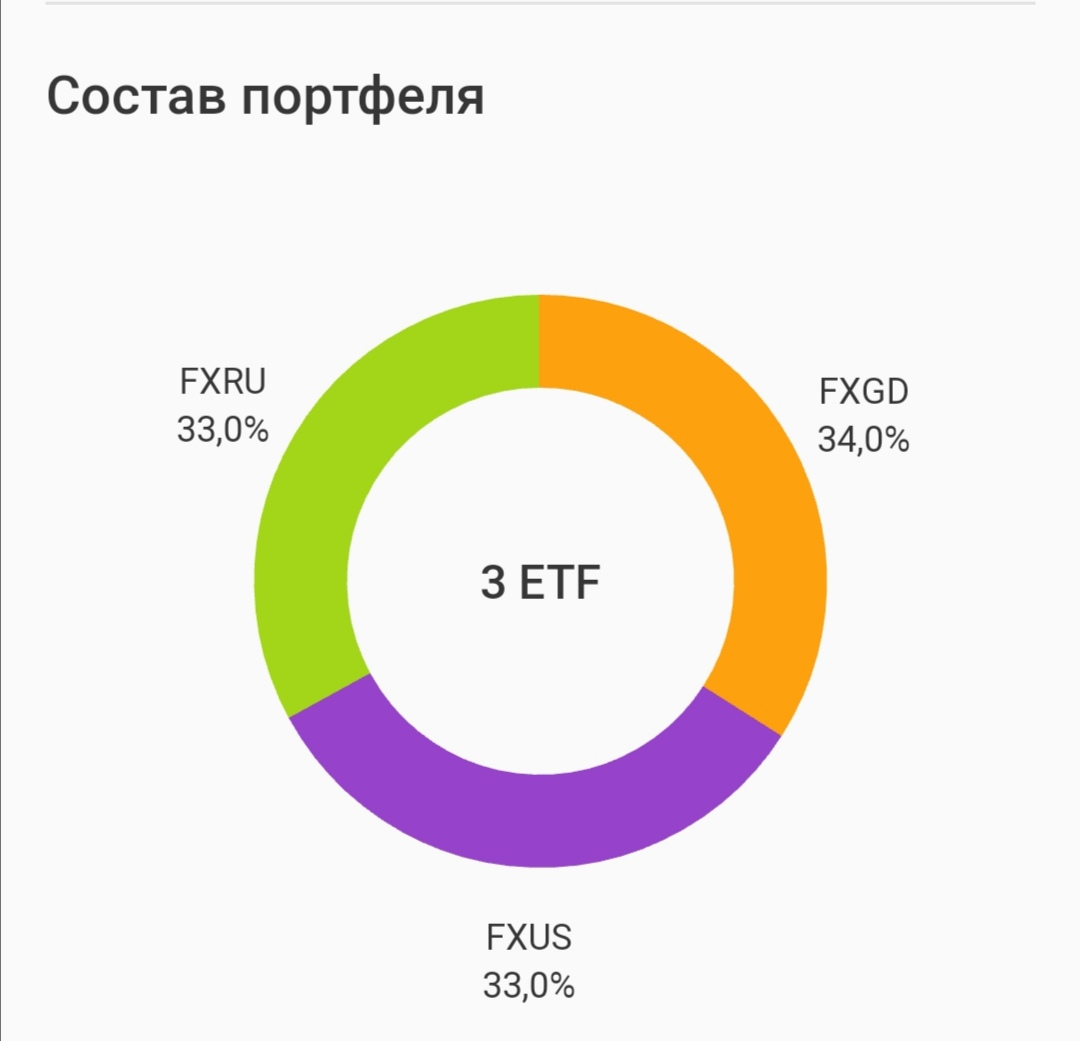 Состав портфеля
FXRU
33,0%
FXGD
34,0%
3 ETF
FXUS
33,0%